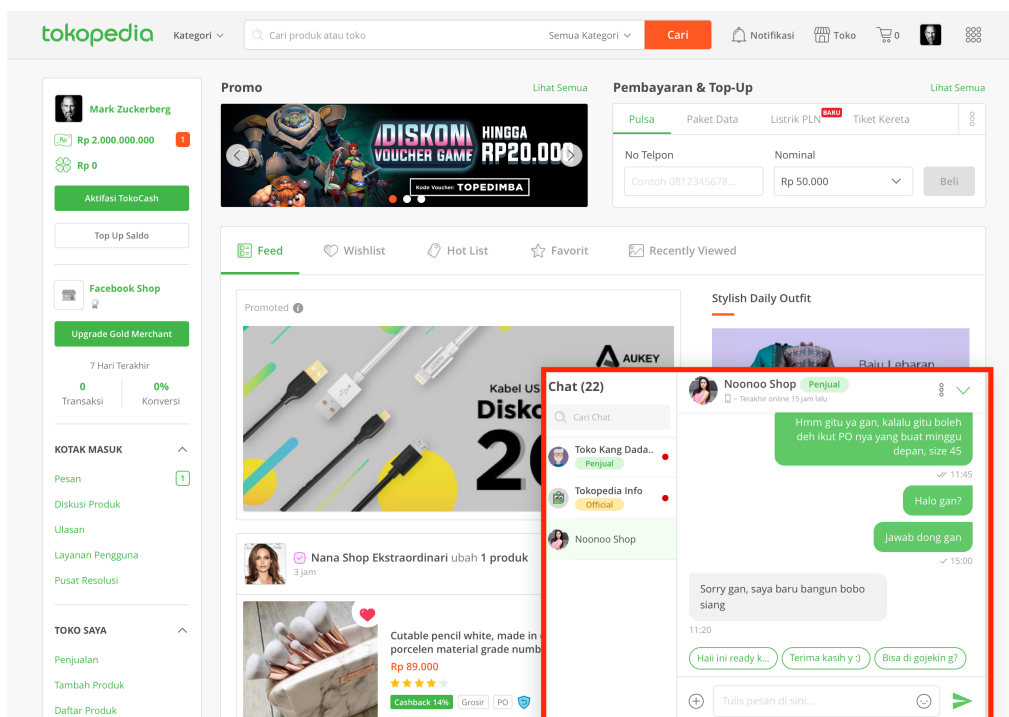 tokopedia
Kategori
Cari produk atau toko
Semua Kategori
Cari
Notifikasi
Toko
0
Mark Zuckerberg
Rp 2.000.000.000
1
Rp 0
Aktifasi TokoCash
Top Up Saldo
Facebook Shop
Upgrade Gold Merchant
7 Hari Terakhir
0
0%
Transaksi
Konversi
KOTAK MASUK
Pesan
1
Diskusi Produk
Ulasan
Layanan Pengguna
Pusat Resolusi
TOKO SAYA
Penjualan
Tambah Produk
Daftar Produk
Promo
Lihat Semua
DISKON
VOUCHER GAME
HINGGA
RP20.000
Kode Voucher: TOPEDIMBA
Pembayaran & Top-Up
Lihat Semua
Pulsa
Paket Data
Listrik PLN
BARU
Tiket Kereta
No Telpon
Nominal
Contoh 0812345678...
Rp 50.000
Beli
Feed
Wishlist
Hot List
Favorit
Recently Viewed
Promoted
AUKEY
Kabel US
Disko
20
Stylish Daily Outfit
Baju Lebaran
Nana Shop Ekstraordinari ubah 1 produk
3 jam
Cutable pencil white, made in
porcelen material grade numb
Rp 89.000
Cashback 14%
Grosir
PO
Chat (22)
Cari Chat
Toko Kang Dada..
Penjual
Tokopedia Info
Official
Noonoo Shop
Noonoo Shop
Penjual
– Terakhir online 15 jam lalu
Hmm gitu ya gan, kalalu gitu boleh
deh ikut PO nya yang buat minggu
depan, size 45
11:45
Halo gan?
Jawab dong gan
15:00
Sorry gan, saya baru bangun bobo
siang
11:20
Haii ini ready k...
Terima kasih y :)
Bisa di gojekin g?
Tulis pesan di sini...